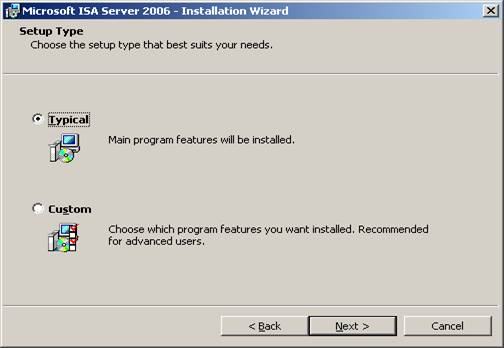 Microsoft ISA Server 2006 - Installation Wizard
Setup Type
Choose the setup type that best suits your needs.
Typical
Main program features will be installed.
Custom
Choose which program features you want installed. Recommended
for advanced users.
< Back
Next >
Cancel